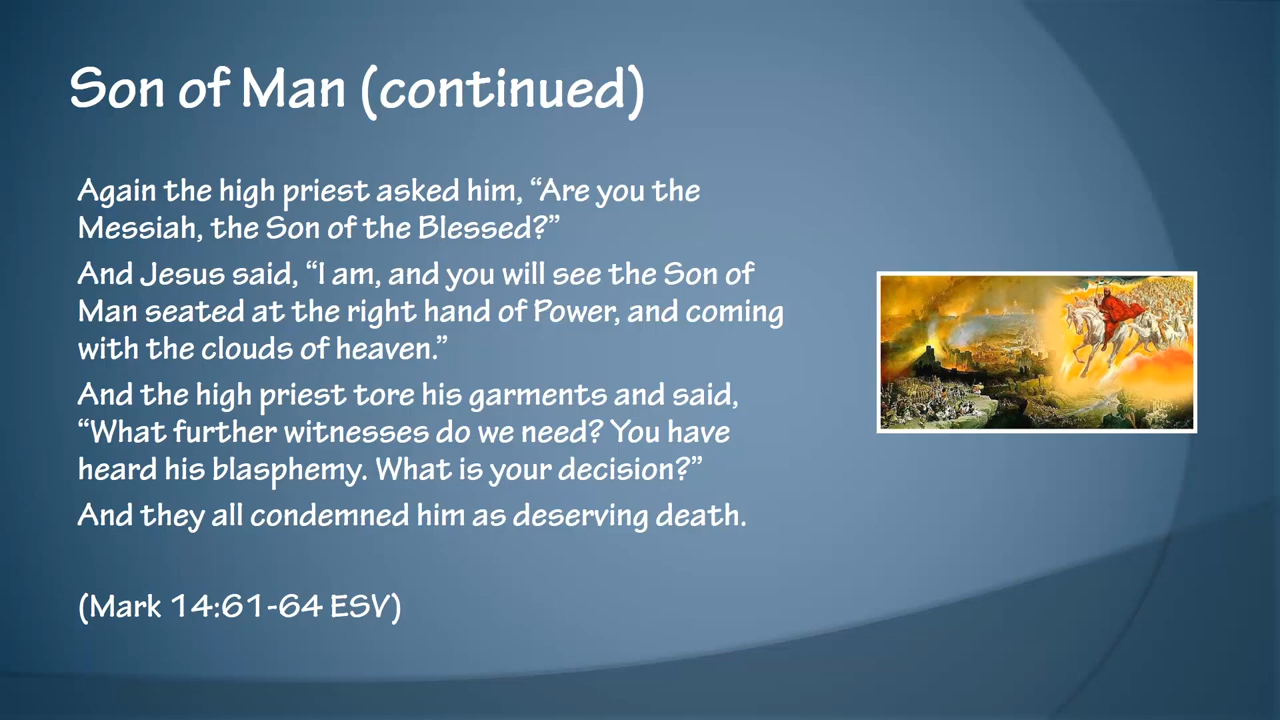 Son of Man (continued)
Again the high priest asked him, “Are you the
Messiah, the Son of the Blessed?”
And Jesus said, “I am, and you will see the Son of
Man seated at the right hand of Power, and coming
with the clouds of heaven.”
And the high priest tore his garments and said,
“What further witnesses do we need? You have
heard his blasphemy. What is your decision?”
And they all condemned him as deserving death.
(Mark 14:61-64 ESV)